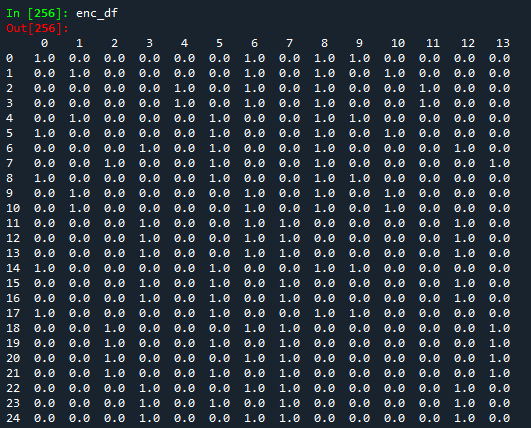 In [256]: enc_df
Out[256]:
0 1 2 3 4 5 6 7 8 9 10 11 12 13
0 1.0 0.0 0.0 0.0 0.0 0.0 1.0 0.0 1.0 1.0 0.0 0.0 0.0 0.0
1 0.0 1.0 0.0 0.0 0.0 0.0 1.0 0.0 1.0 0.0 1.0 0.0 0.0 0.0
2 0.0 0.0 0.0 0.0 1.0 0.0 1.0 0.0 1.0 0.0 0.0 1.0 0.0 0.0
3 0.0 0.0 0.0 0.0 1.0 0.0 1.0 0.0 1.0 0.0 0.0 1.0 0.0 0.0
4 0.0 1.0 0.0 0.0 0.0 1.0 0.0 0.0 1.0 1.0 0.0 0.0 0.0 0.0
5 1.0 0.0 0.0 0.0 0.0 1.0 0.0 0.0 1.0 0.0 1.0 0.0 0.0 0.0
6 0.0 0.0 0.0 1.0 0.0 1.0 0.0 0.0 1.0 0.0 0.0 0.0 1.0 0.0
7 0.0 0.0 1.0 0.0 0.0 1.0 0.0 0.0 1.0 0.0 0.0 0.0 0.0 1.0
8 1.0 0.0 0.0 0.0 0.0 1.0 0.0 0.0 1.0 1.0 0.0 0.0 0.0 0.0
9 0.0 1.0 0.0 0.0 0.0 0.0 1.0 0.0 1.0 0.0 1.0 0.0 0.0 0.0
10 0.0 1.0 0.0 0.0 0.0 0.0 1.0 0.0 1.0 0.0 1.0 0.0 0.0 0.0
11 0.0 0.0 0.0 1.0 0.0 0.0 1.0 1.0 0.0 0.0 0.0 0.0 1.0 0.0
12 0.0 0.0 0.0 1.0 0.0 0.0 1.0 1.0 0.0 0.0 0.0 0.0 1.0 0.0
13 0.0 0.0 0.0 1.0 0.0 0.0 1.0 1.0 0.0 0.0 0.0 0.0 1.0 0.0
14 1.0 0.0 0.0 0.0 0.0 1.0 0.0 0.0 1.0 1.0 0.0 0.0 0.0 0.0
15 0.0 0.0 0.0 1.0 0.0 1.0 0.0 1.0 0.0 0.0 0.0 0.0 1.0 0.0
16 0.0 0.0 0.0 1.0 0.0 1.0 0.0 1.0 0.0 0.0 0.0 0.0 1.0 0.0
17 1.0 0.0 0.0 0.0 0.0 1.0 0.0 0.0 1.0 1.0 0.0 0.0 0.0 0.0
18 0.0 0.0 1.0 0.0 0.0 0.0 1.0 1.0 0.0 0.0 0.0 0.0 0.0 1.0
19 0.0 0.0 1.0 0.0 0.0 0.0 1.0 1.0 0.0 0.0 0.0 0.0 0.0 1.0
20 0.0 0.0 1.0 0.0 0.0 0.0 1.0 1.0 0.0 0.0 0.0 0.0 0.0 1.0
21 0.0 0.0 1.0 0.0 0.0 1.0 0.0 1.0 0.0 0.0 0.0 0.0 0.0 1.0
22 0.0 0.0 0.0 1.0 0.0 0.0 1.0 1.0 0.0 0.0 0.0 0.0 1.0 0.0
23 0.0 0.0 0.0 1.0 0.0 1.0 0.0 1.0 0.0 0.0 0.0 0.0 1.0 0.0
24 0.0 0.0 0.0 1.0 0.0 0.0 1.0 1.0 0.0 0.0 0.0 0.0 1.0 0.0